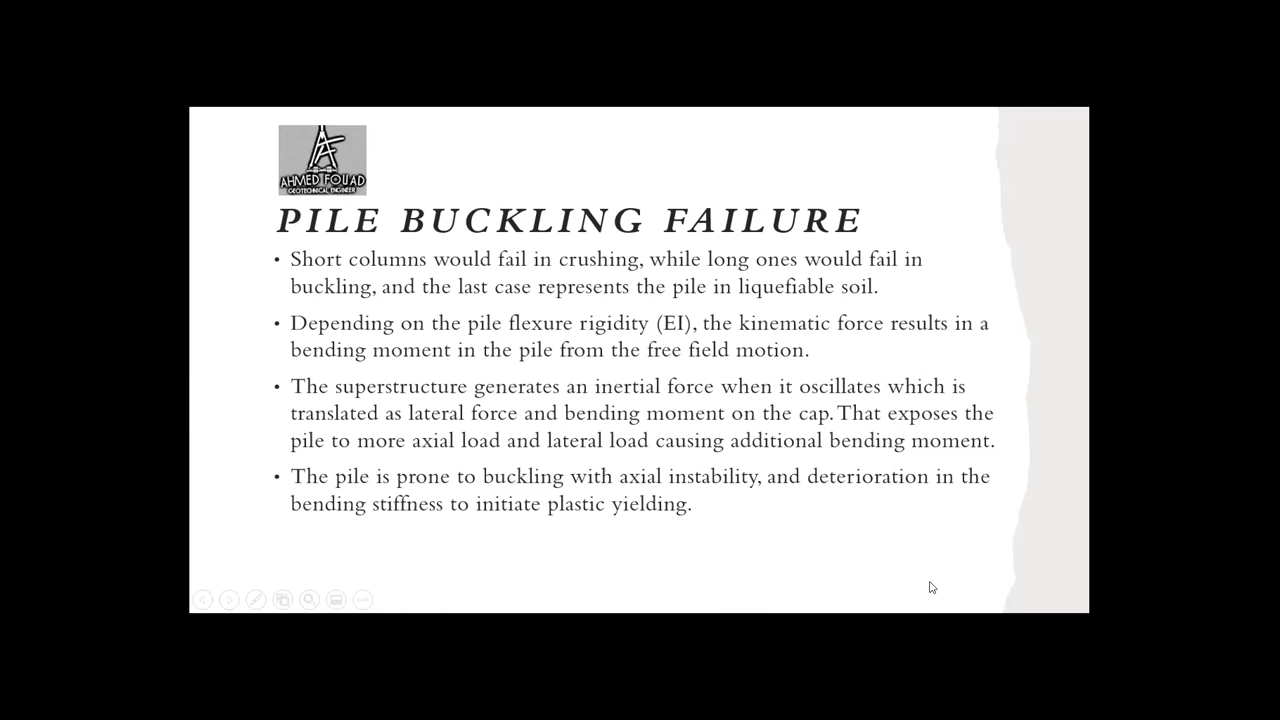 AHMED FOUAD
GEOTECHNICAL ENGINEER
PILE BUCKLING FAILURE
• Short columns would fail in crushing, while long ones would fail in
buckling, and the last case represents the pile in liquefiable soil.
• Depending on the pile flexure rigidity (EI), the kinematic force results in a
bending moment in the pile from the free field motion.
• The superstructure generates an inertial force when it oscillates which is
translated as lateral force and bending moment on the cap. That exposes the
pile to more axial load and lateral load causing additional bending moment.
• The pile is prone to buckling with axial instability, and deterioration in the
bending stiffness to initiate plastic yielding.